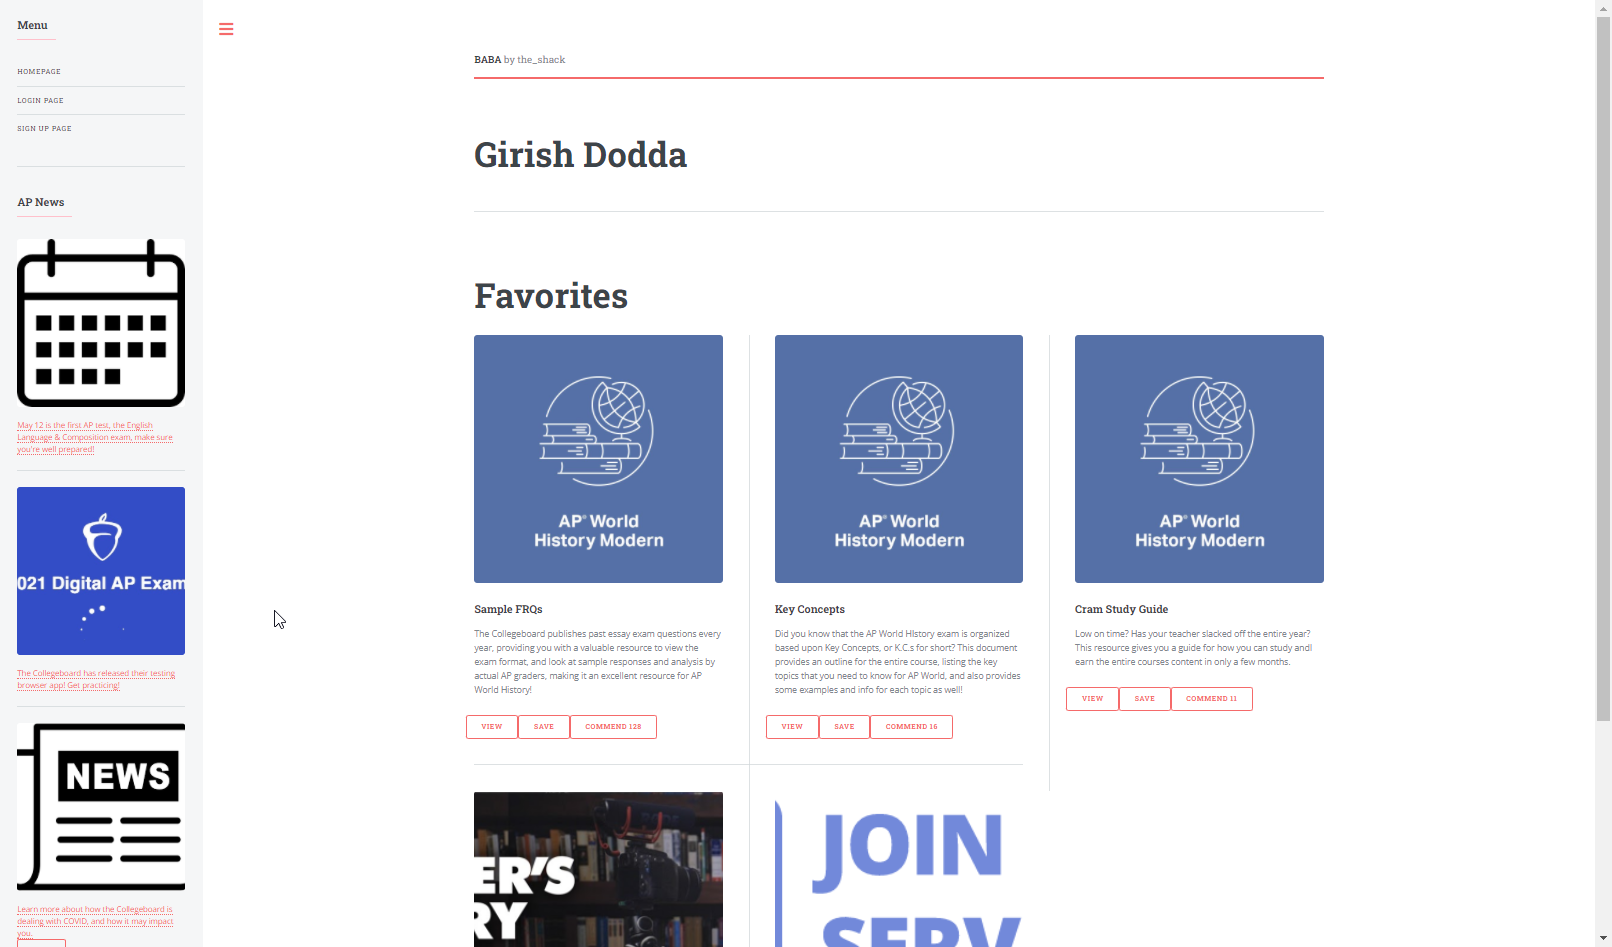 Menu
HOMEPAGE
LOGIN PAGE
SIGN UP PAGE
AP News
May 12 is the first AP test, the English
Language & Composition exam, make sure
you're well prepared!
021 Digital AP Exam
The Collegeboard has released their testing
browser app! Get practicing!
NEWS
Learn more about how the Collegeboard is
dealing with COVID, and how it may impact
you.
BABA by the_shack
Girish Dodda
Favorites
AP® World
History Modern
Sample FRQs
The Collegeboard publishes past essay exam questions every
year, providing you with a valuable resource to view the
exam format, and look at sample responses and analysis by
actual AP graders, making it an excellent resource for AP
World History!
VIEW SAVE COMMEND 128
AP® World
History Modern
Key Concepts
Did you know that the AP World HIstory exam is organized
based upon Key Concepts, or K.C.s for short? This document
provides an outline for the entire course, listing the key
topics that you need to know for AP World, and also provides
some examples and info for each topic as well!
VIEW SAVE COMMEND 16
AP® World
History Modern
Cram Study Guide
Low on time? Has your teacher slacked off the entire year?
This resource gives you a guide for how you can study andl
earn the entire courses content in only a few months.
VIEW SAVE COMMEND 11
ER'S
RY
JOIN
SERV